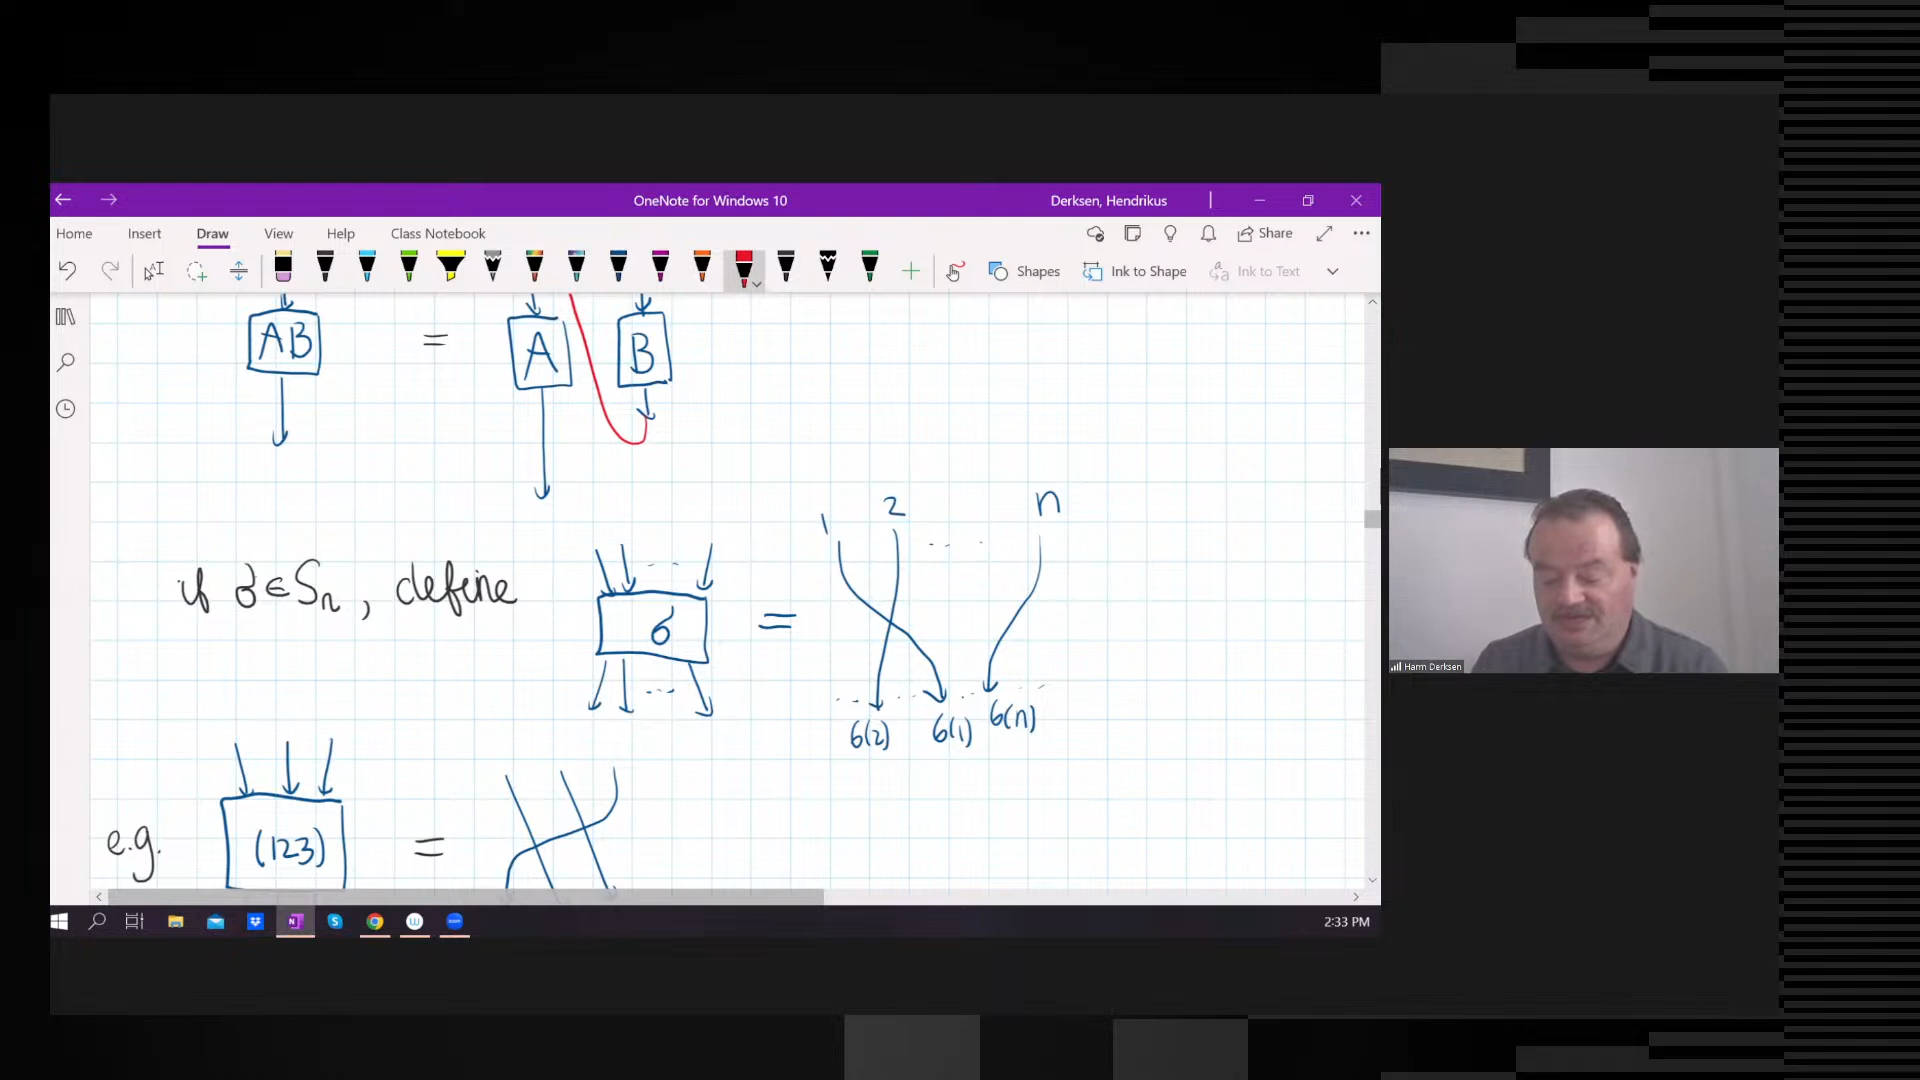 OneNote for Windows 10
Derksen, Hendrikus
Home Insert Draw View Help Class Notebook
Share
Shapes Ink to Shape Ink to Text
AB = A B
1 2 ... n
if σ ∈ Sn, define σ =
... ...
σ(2) σ(1) σ(n)
e.g. (123) =
Harm Derksen
2:33 PM